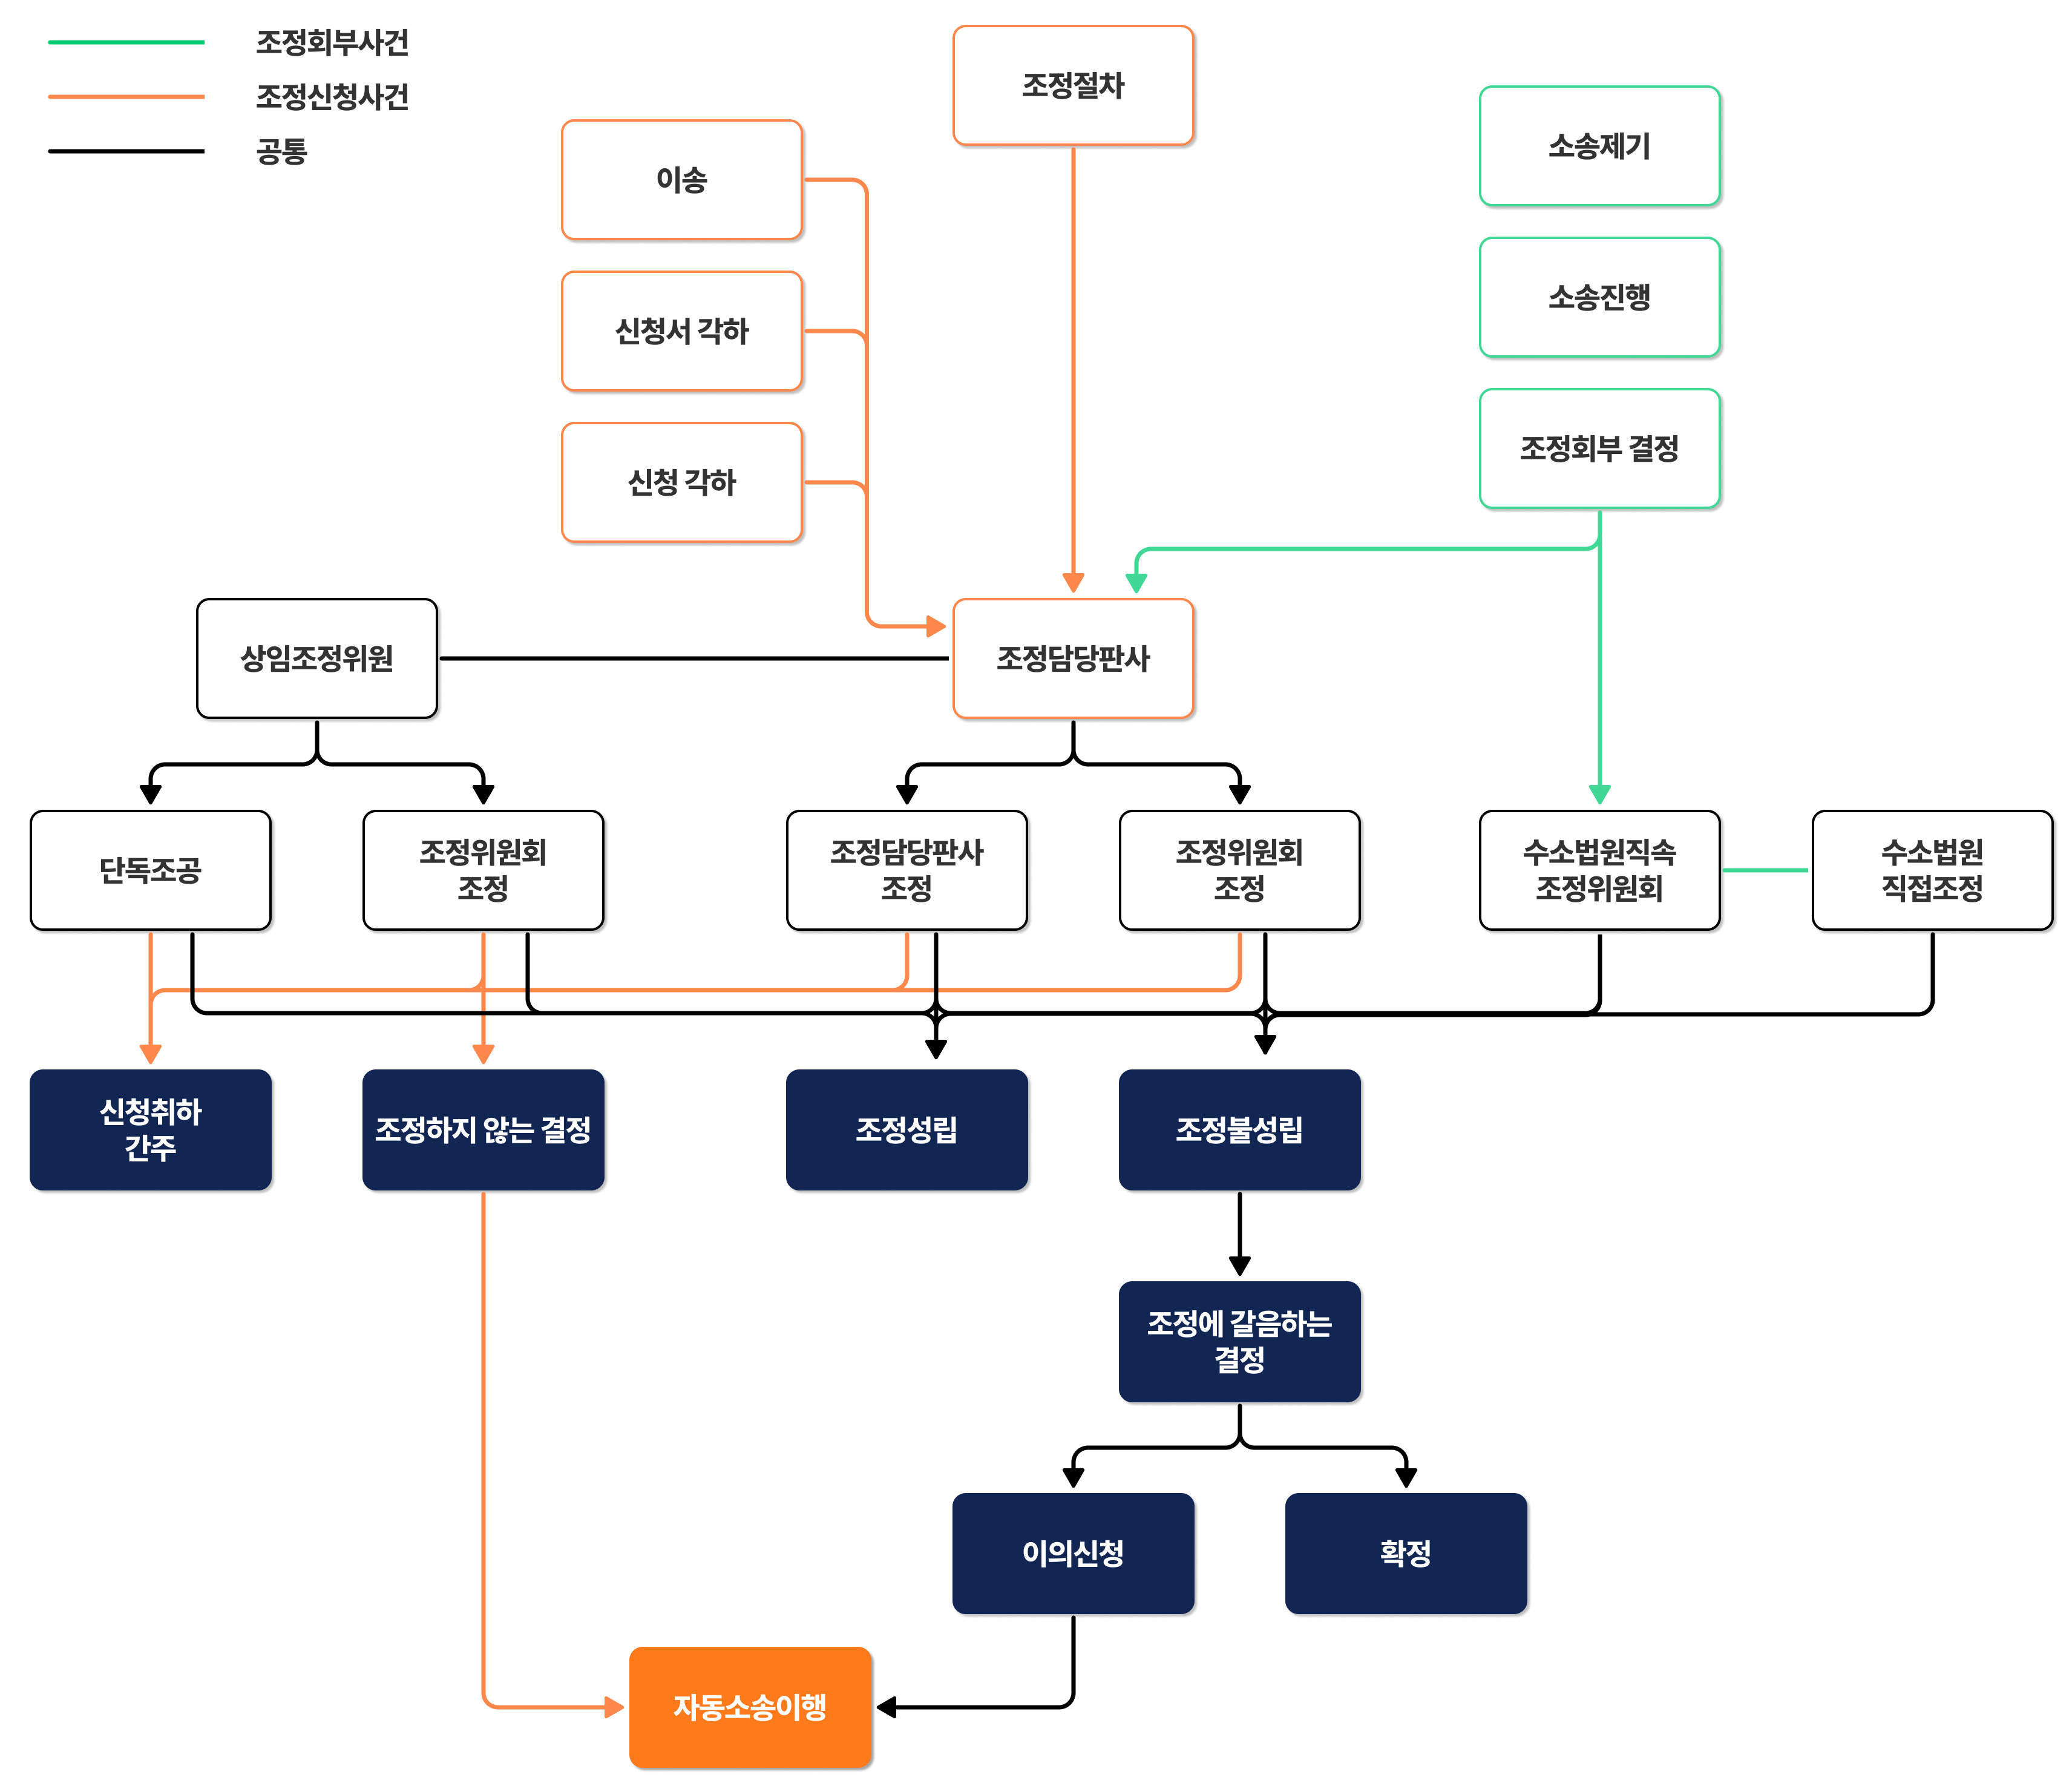 조정회부사건
조정신청사건
공통
조정절차
소송제기
이송
소송진행
신청서 각하
조정회부 결정
신청 각하
상임조정위원
조정담당판사
단독조공
조정위원회
조정
조정담당판사
조정
조정위원회
조정
수소법원직속
조정위원회
수소법원
직접조정
신청취하
간주
조정하지 않는 결정
조정성립
조정불성립
조정에 갈음하는
결정
이의신청
확정
자동소송이행